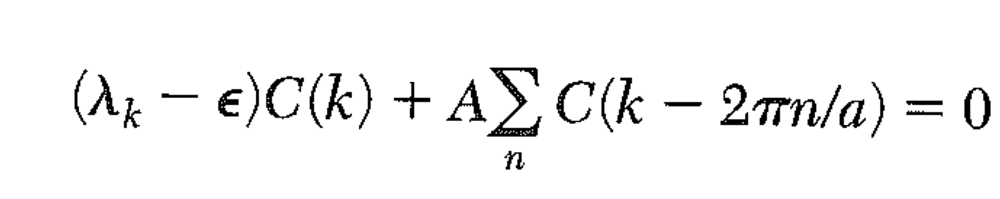 (λ_k − ϵ)C(k) + A∑_n C(k − 2πn/a) = 0